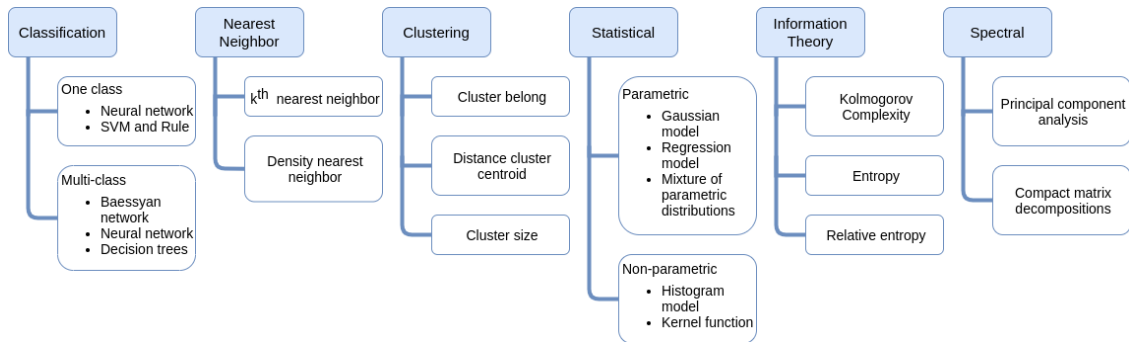 Classification
One class
• Neural network
• SVM and Rule
Multi-class
• Baessyan
network
• Neural network
• Decision trees
Nearest
Neighbor
kth nearest neighbor
Density nearest
neighbor
Clustering
Cluster belong
Distance cluster
centroid
Cluster size
Statistical
Parametric
• Gaussian
model
• Regression
model
• Mixture of
parametric
distributions
Non-parametric
• Histogram
model
• Kernel function
Information
Theory
Kolmogorov
Complexity
Entropy
Relative entropy
Spectral
Principal component
analysis
Compact matrix
decompositions